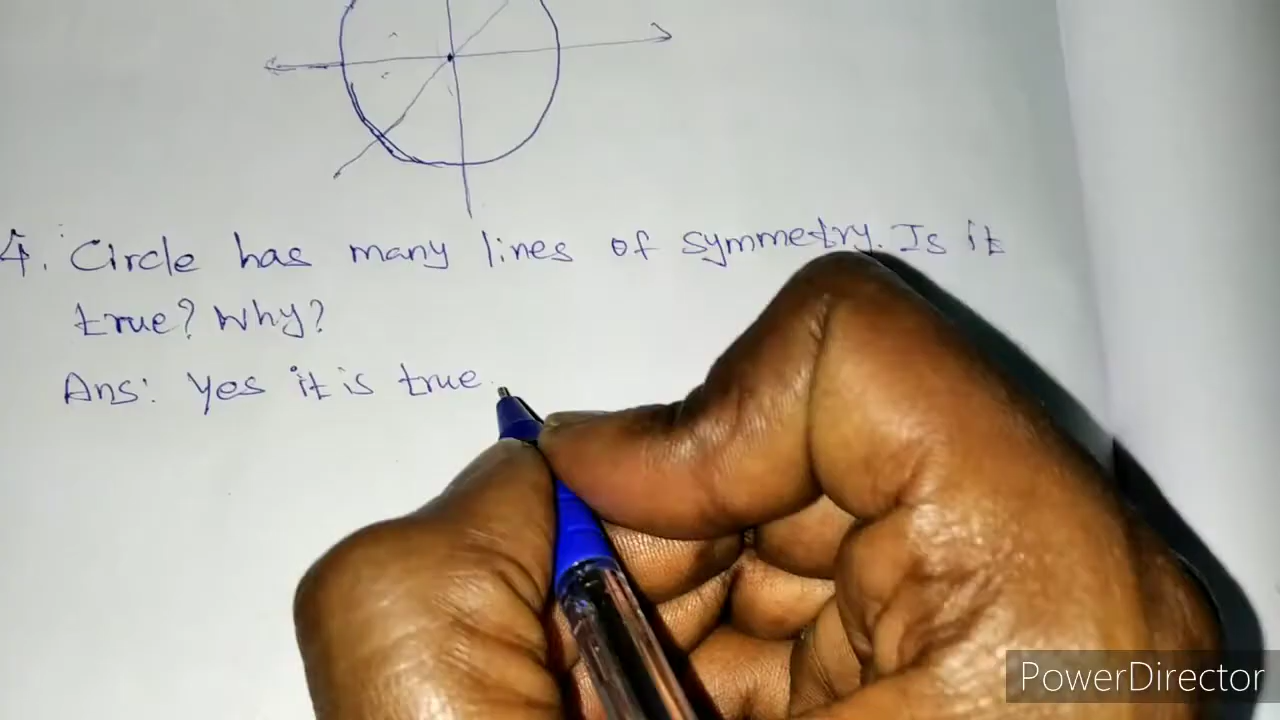 4. Circle has many lines of symmetry. Is it
true? Why?
Ans: Yes it is true.
PowerDirector